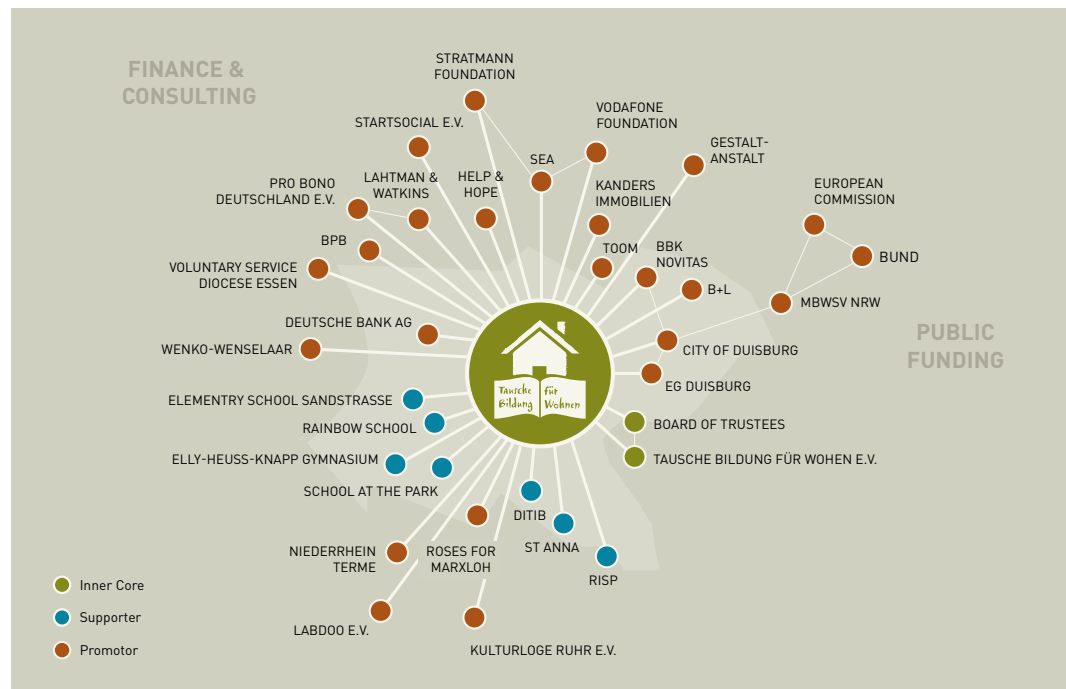 FINANCE &
CONSULTING
STRATMANN
FOUNDATION
STARTSOCIAL E.V.
VODAFONE
FOUNDATION
GESTALT-
ANSTALT
SEA
LAHTMAN &
WATKINS
HELP &
HOPE
PRO BONO
DEUTSCHLAND E.V.
KANDERS
IMMOBILIEN
EUROPEAN
COMMISSION
BPB
TOOM
BBK
NOVITAS
BUND
VOLUNTARY SERVICE
DIOCESE ESSEN
B+L
MBWSV NRW
DEUTSCHE BANK AG
WENKO-WENSELAAR
CITY OF DUISBURG
PUBLIC
FUNDING
EG DUISBURG
Tausche für
Bildung Wohnen
ELEMENTRY SCHOOL SANDSTRASSE
RAINBOW SCHOOL
BOARD OF TRUSTEES
ELLY-HEUSS-KNAPP GYMNASIUM
TAUSCHE BILDUNG FÜR WOHEN E.V.
SCHOOL AT THE PARK
DITIB
ST ANNA
RISP
NIEDERRHEIN
TERME
ROSES FOR
MARXLOH
LABDOO E.V.
KULTURLOGE RUHR E.V.
Inner Core
Supporter
Promotor